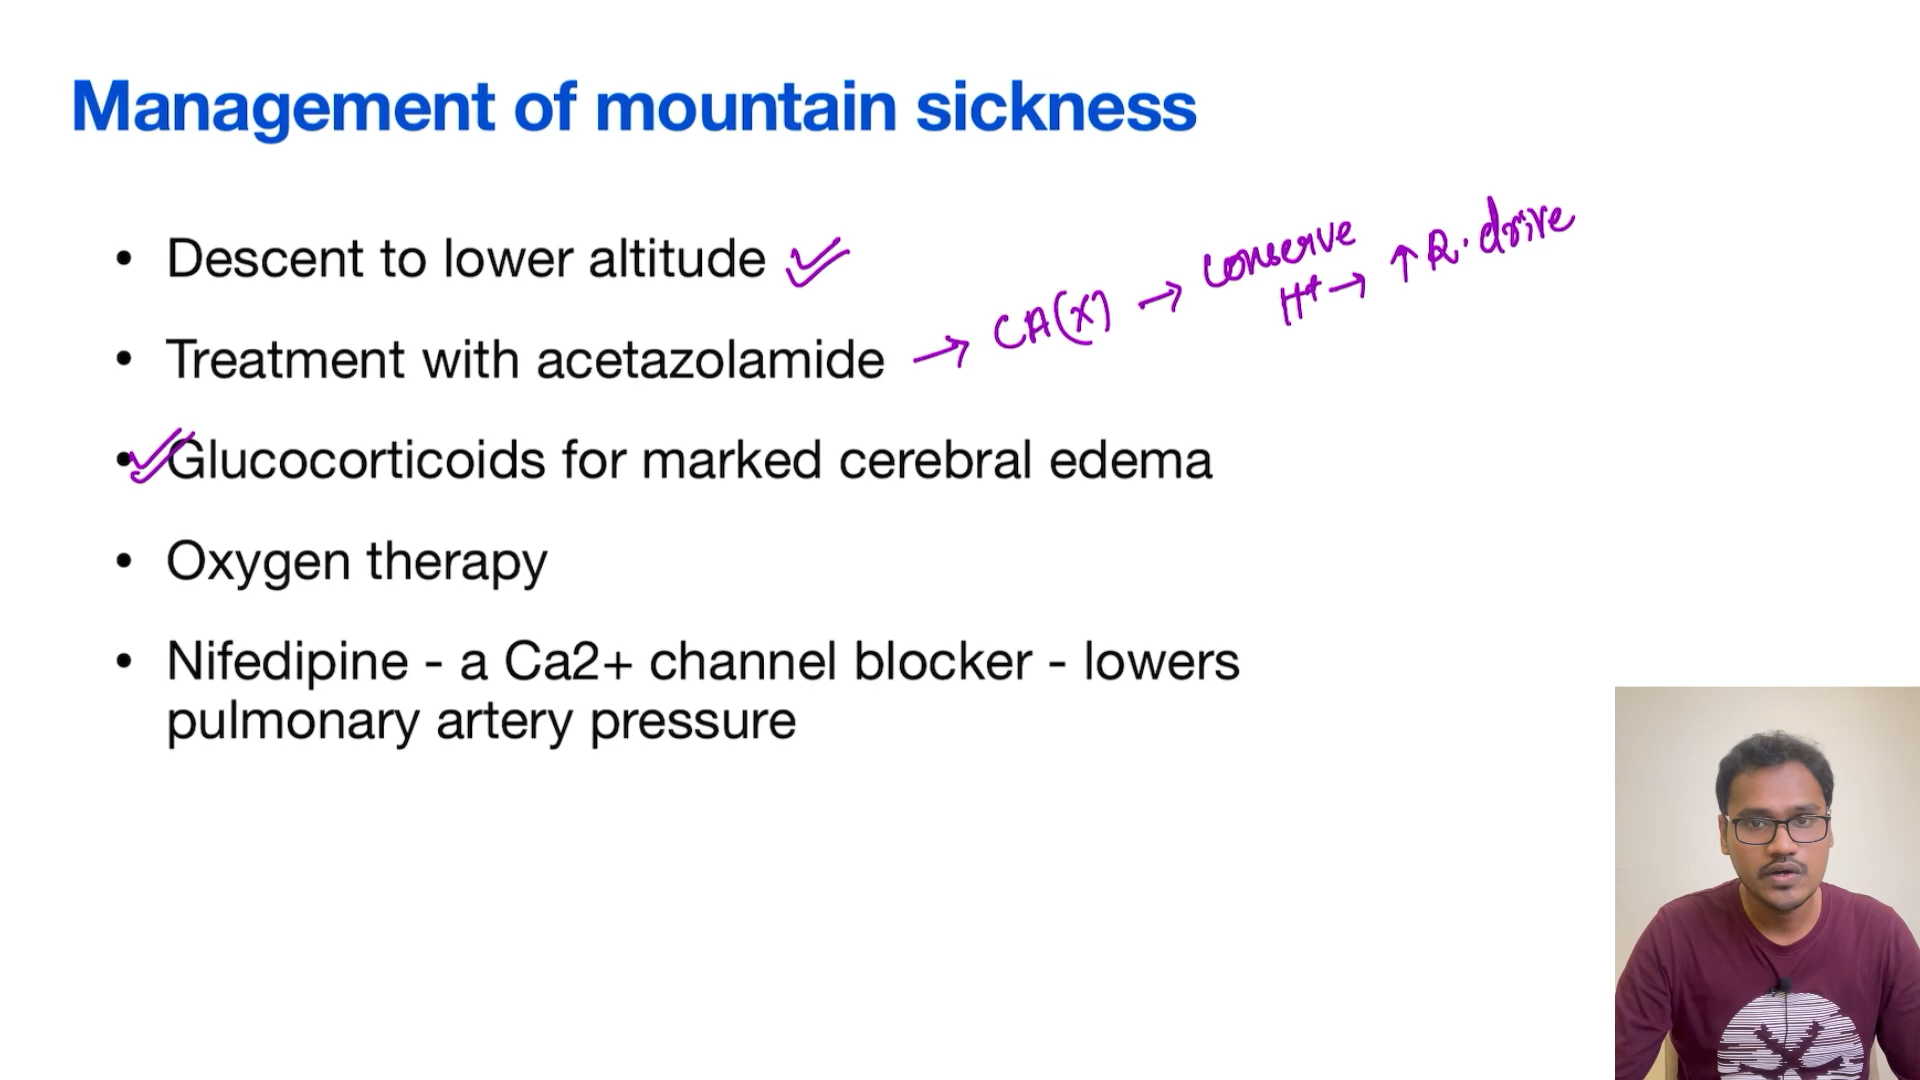 Management of mountain sickness
• Descent to lower altitude
• Treatment with acetazolamide → CA(X) → conserve H+ → ↑ R. drive
• Glucocorticoids for marked cerebral edema
• Oxygen therapy
• Nifedipine - a Ca2+ channel blocker - lowers
pulmonary artery pressure